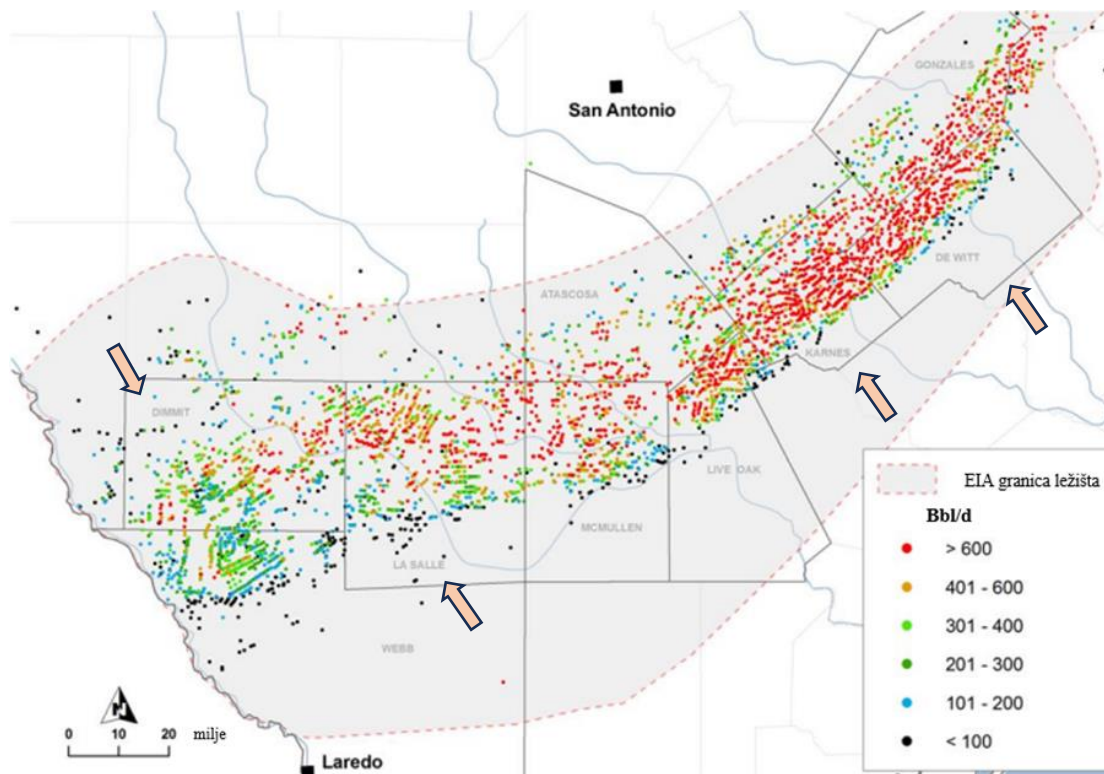 GONZALES
San Antonio
DE WITT
ATASCOSA
KARNES
DIMMIT
LIVE OAK
MCMULLEN
LA SALLE
WEBB
EIA granica ležišta
Bbl/d
> 600
401 - 600
301 - 400
201 - 300
101 - 200
< 100
N
0 10 20 milje
Laredo